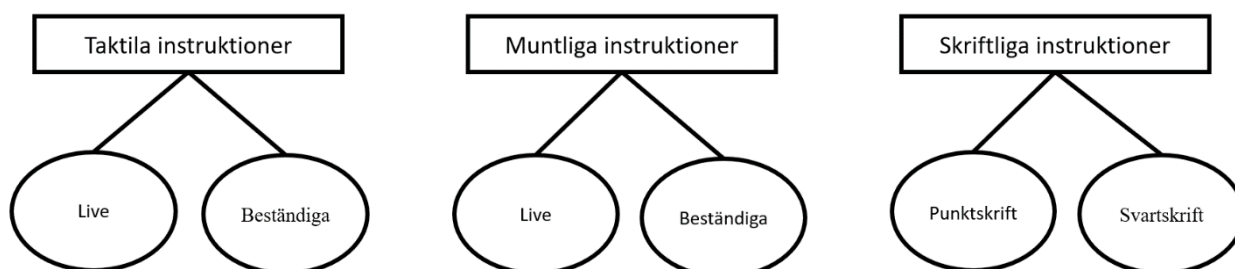 Taktila instruktioner
Muntliga instruktioner
Skriftliga instruktioner
Live
Beständiga
Live
Beständiga
Punktskrift
Svartskrift